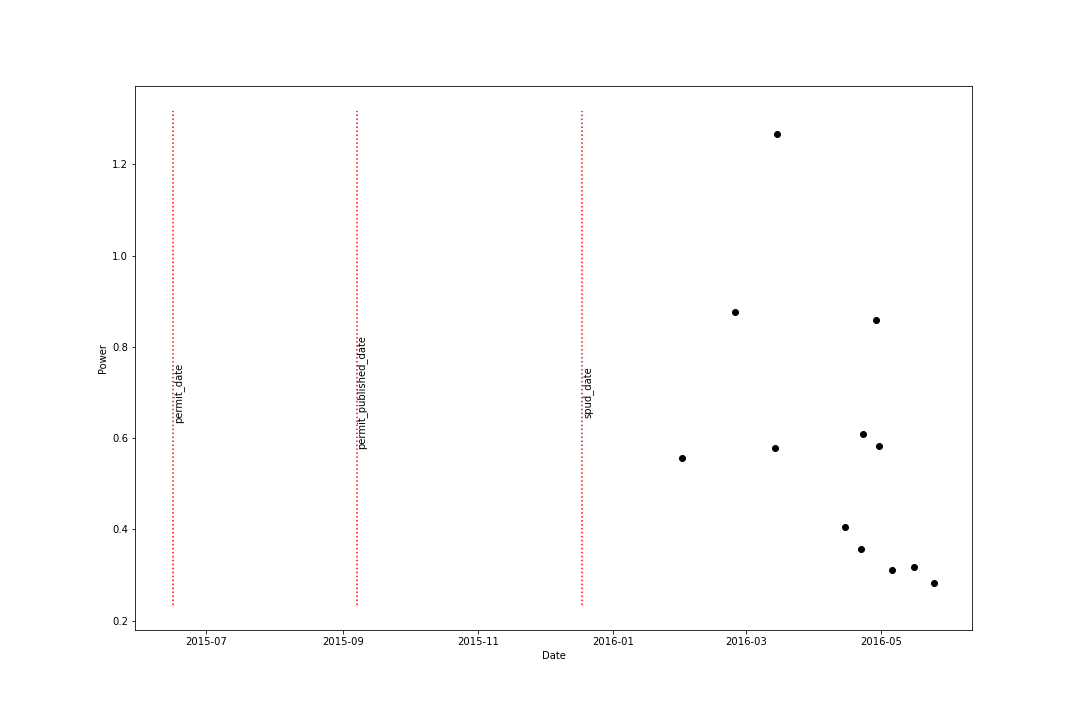 1.2
1.0
0.8
0.6
0.4
0.2
Power
permit_date
permit_published_date
spud_date
2015-07
2015-09
2015-11
2016-01
2016-03
2016-05
Date